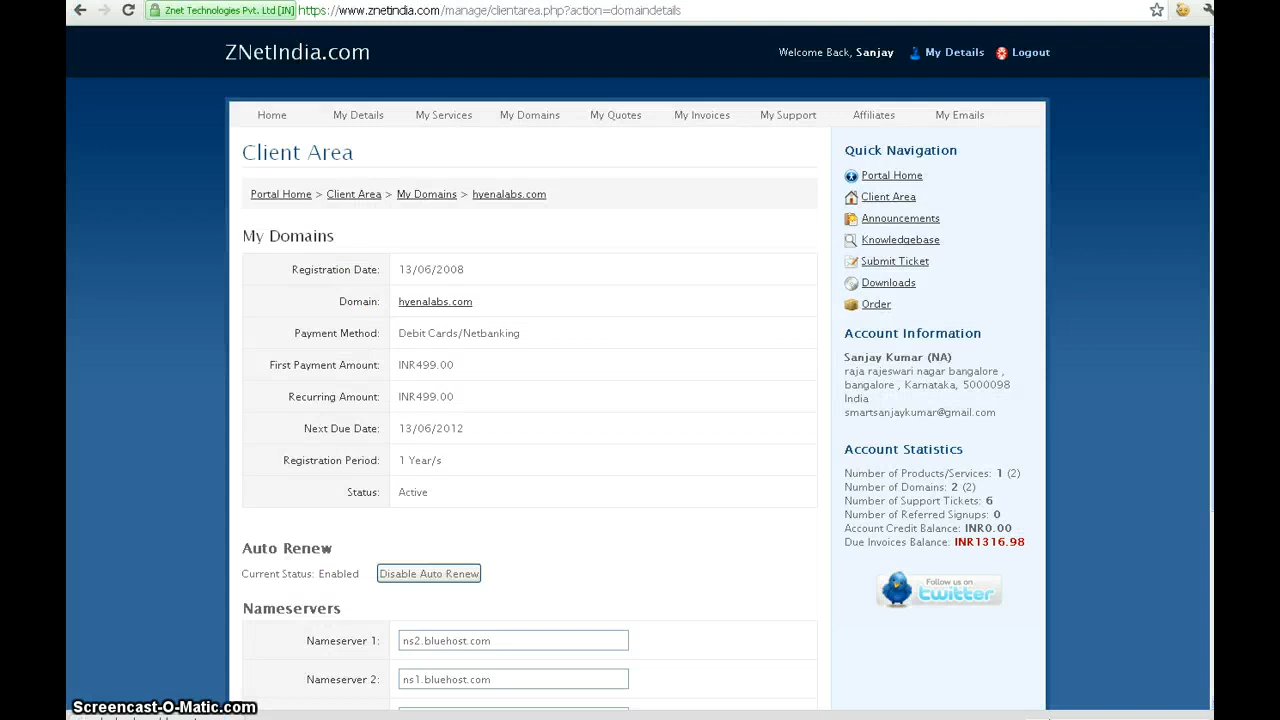 Znet Technologies Pvt. Ltd [IN] https://www.znetindia.com/manage/clientarea.php?action=domaindetails
ZNetIndia.com
Welcome Back, Sanjay My Details Logout
Home My Details My Services My Domains My Quotes My Invoices My Support Affiliates My Emails
Client Area
Portal Home > Client Area > My Domains > hyenalabs.com
My Domains
Registration Date: 13/06/2008
Domain: hyenalabs.com
Payment Method: Debit Cards/Netbanking
First Payment Amount: INR499.00
Recurring Amount: INR499.00
Next Due Date: 13/06/2012
Registration Period: 1 Year/s
Status: Active
Auto Renew
Current Status: Enabled Disable Auto Renew
Nameservers
Nameserver 1: ns2.bluehost.com
Nameserver 2: ns1.bluehost.com
Quick Navigation
Portal Home
Client Area
Announcements
Knowledgebase
Submit Ticket
Downloads
Order
Account Information
Sanjay Kumar (NA)
raja rajeswari nagar bangalore ,
bangalore , Karnataka, 5000098
India
smartsanjaykumar@gmail.com
Account Statistics
Number of Products/Services: 1 (2)
Number of Domains: 2 (2)
Number of Support Tickets: 6
Number of Referred Signups: 0
Account Credit Balance: INR0.00
Due Invoices Balance: INR1316.98
Follow us on
twitter
Screencast-O-Matic.com